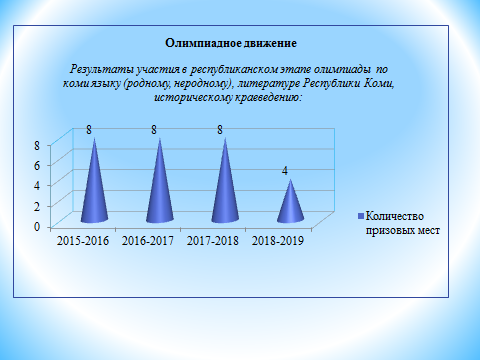 Олимпиадное движение
Результаты участия в республиканском этапе олимпиады по
коми языку (родному, неродному), литературе Республики Коми,
историческому краеведению:
8 8 8 4
8
6
4
2
0
2015-2016 2016-2017 2017-2018 2018-2019
Количество
призовых мест